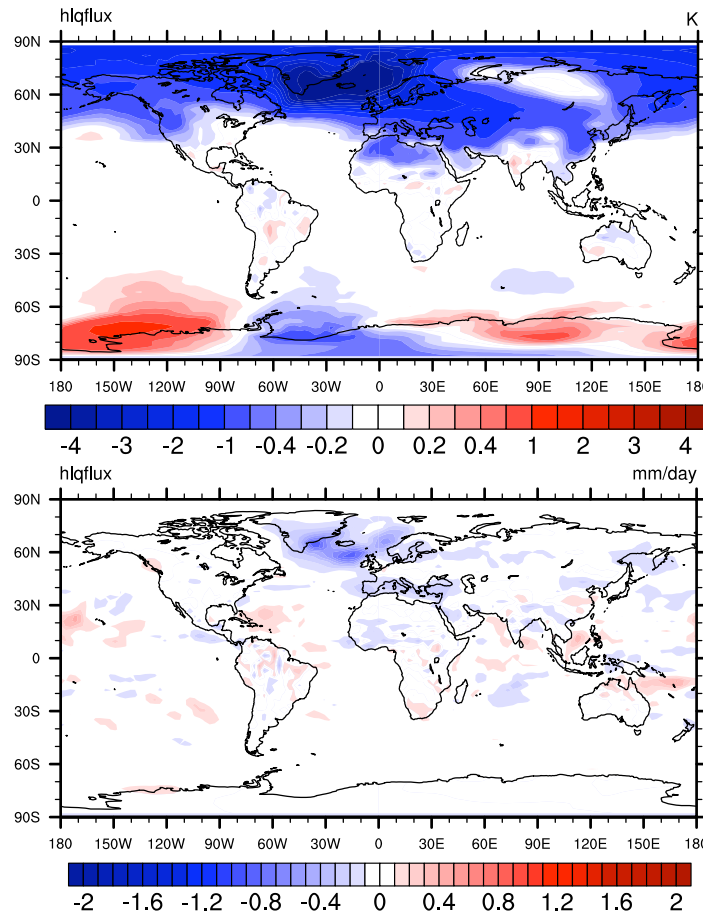 hlqflux K
90N
60N
30N
0
30S
60S
90S
180 150W 120W 90W 60W 30W 0 30E 60E 90E 120E 150E 180
-4 -3 -2 -1 -0.4 -0.2 0 0.2 0.4 1 2 3 4
hlqflux mm/day
90N
60N
30N
0
30S
60S
90S
180 150W 120W 90W 60W 30W 0 30E 60E 90E 120E 150E 180
-2 -1.6 -1.2 -0.8 -0.4 0 0.4 0.8 1.2 1.6 2